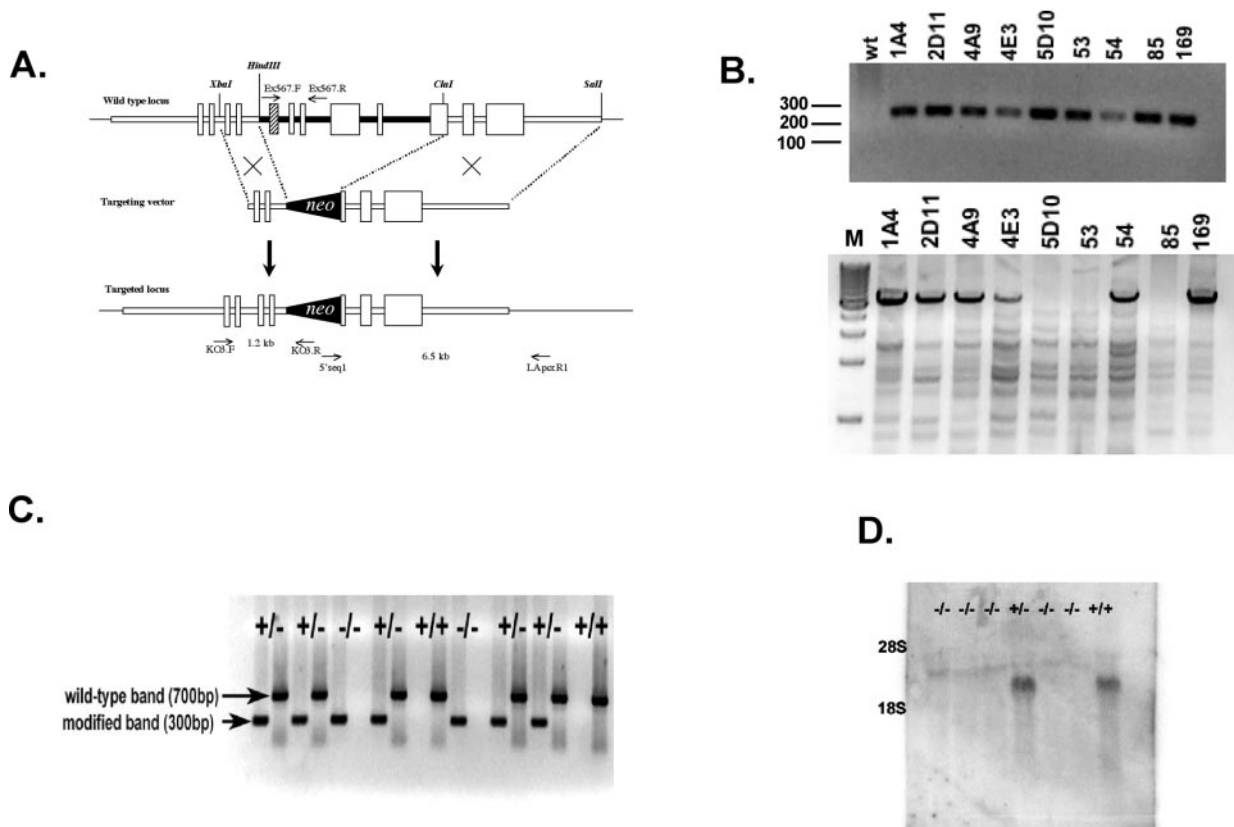 A.
XbaI
HindIII
Ex567.F
Ex567.R
ClaI
SalI
Wild type locus
Targeting vector
neo
Targeted locus
neo
KO3.F
1.2 kb
KO3.R
5'seq1
6.5 kb
LApcr.R1
B.
wt 1A4 2D11 4A9 4E3 5D10 53 54 85 169
300
200
100
M 1A4 2D11 4A9 4E3 5D10 53 54 85 169
C.
+/- +/- -/- +/- +/+ -/- +/- +/- +/+
wild-type band (700bp)
modified band (300bp)
D.
-/- -/- -/- +/- -/- -/- +/+
28S
18S